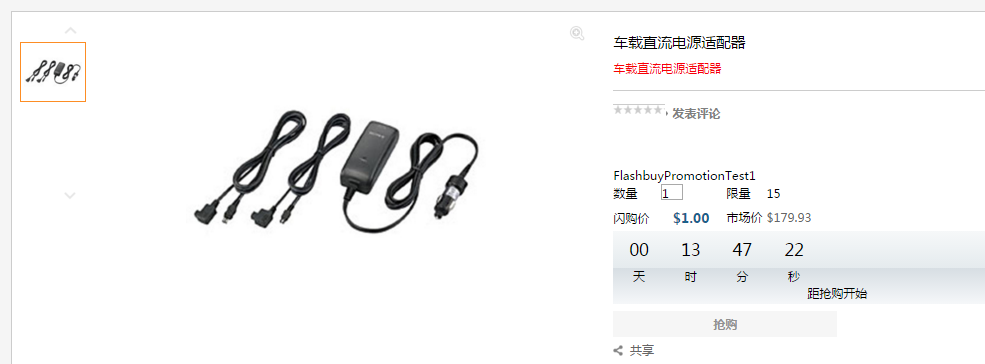 车载直流电源适配器
车载直流电源适配器
发表评论
FlashbuyPromotionTest1
数量 1 限量 15
闪购价 $1.00 市场价 $179.93
00 13 47 22
天 时 分 秒
距抢购开始
抢购
共享